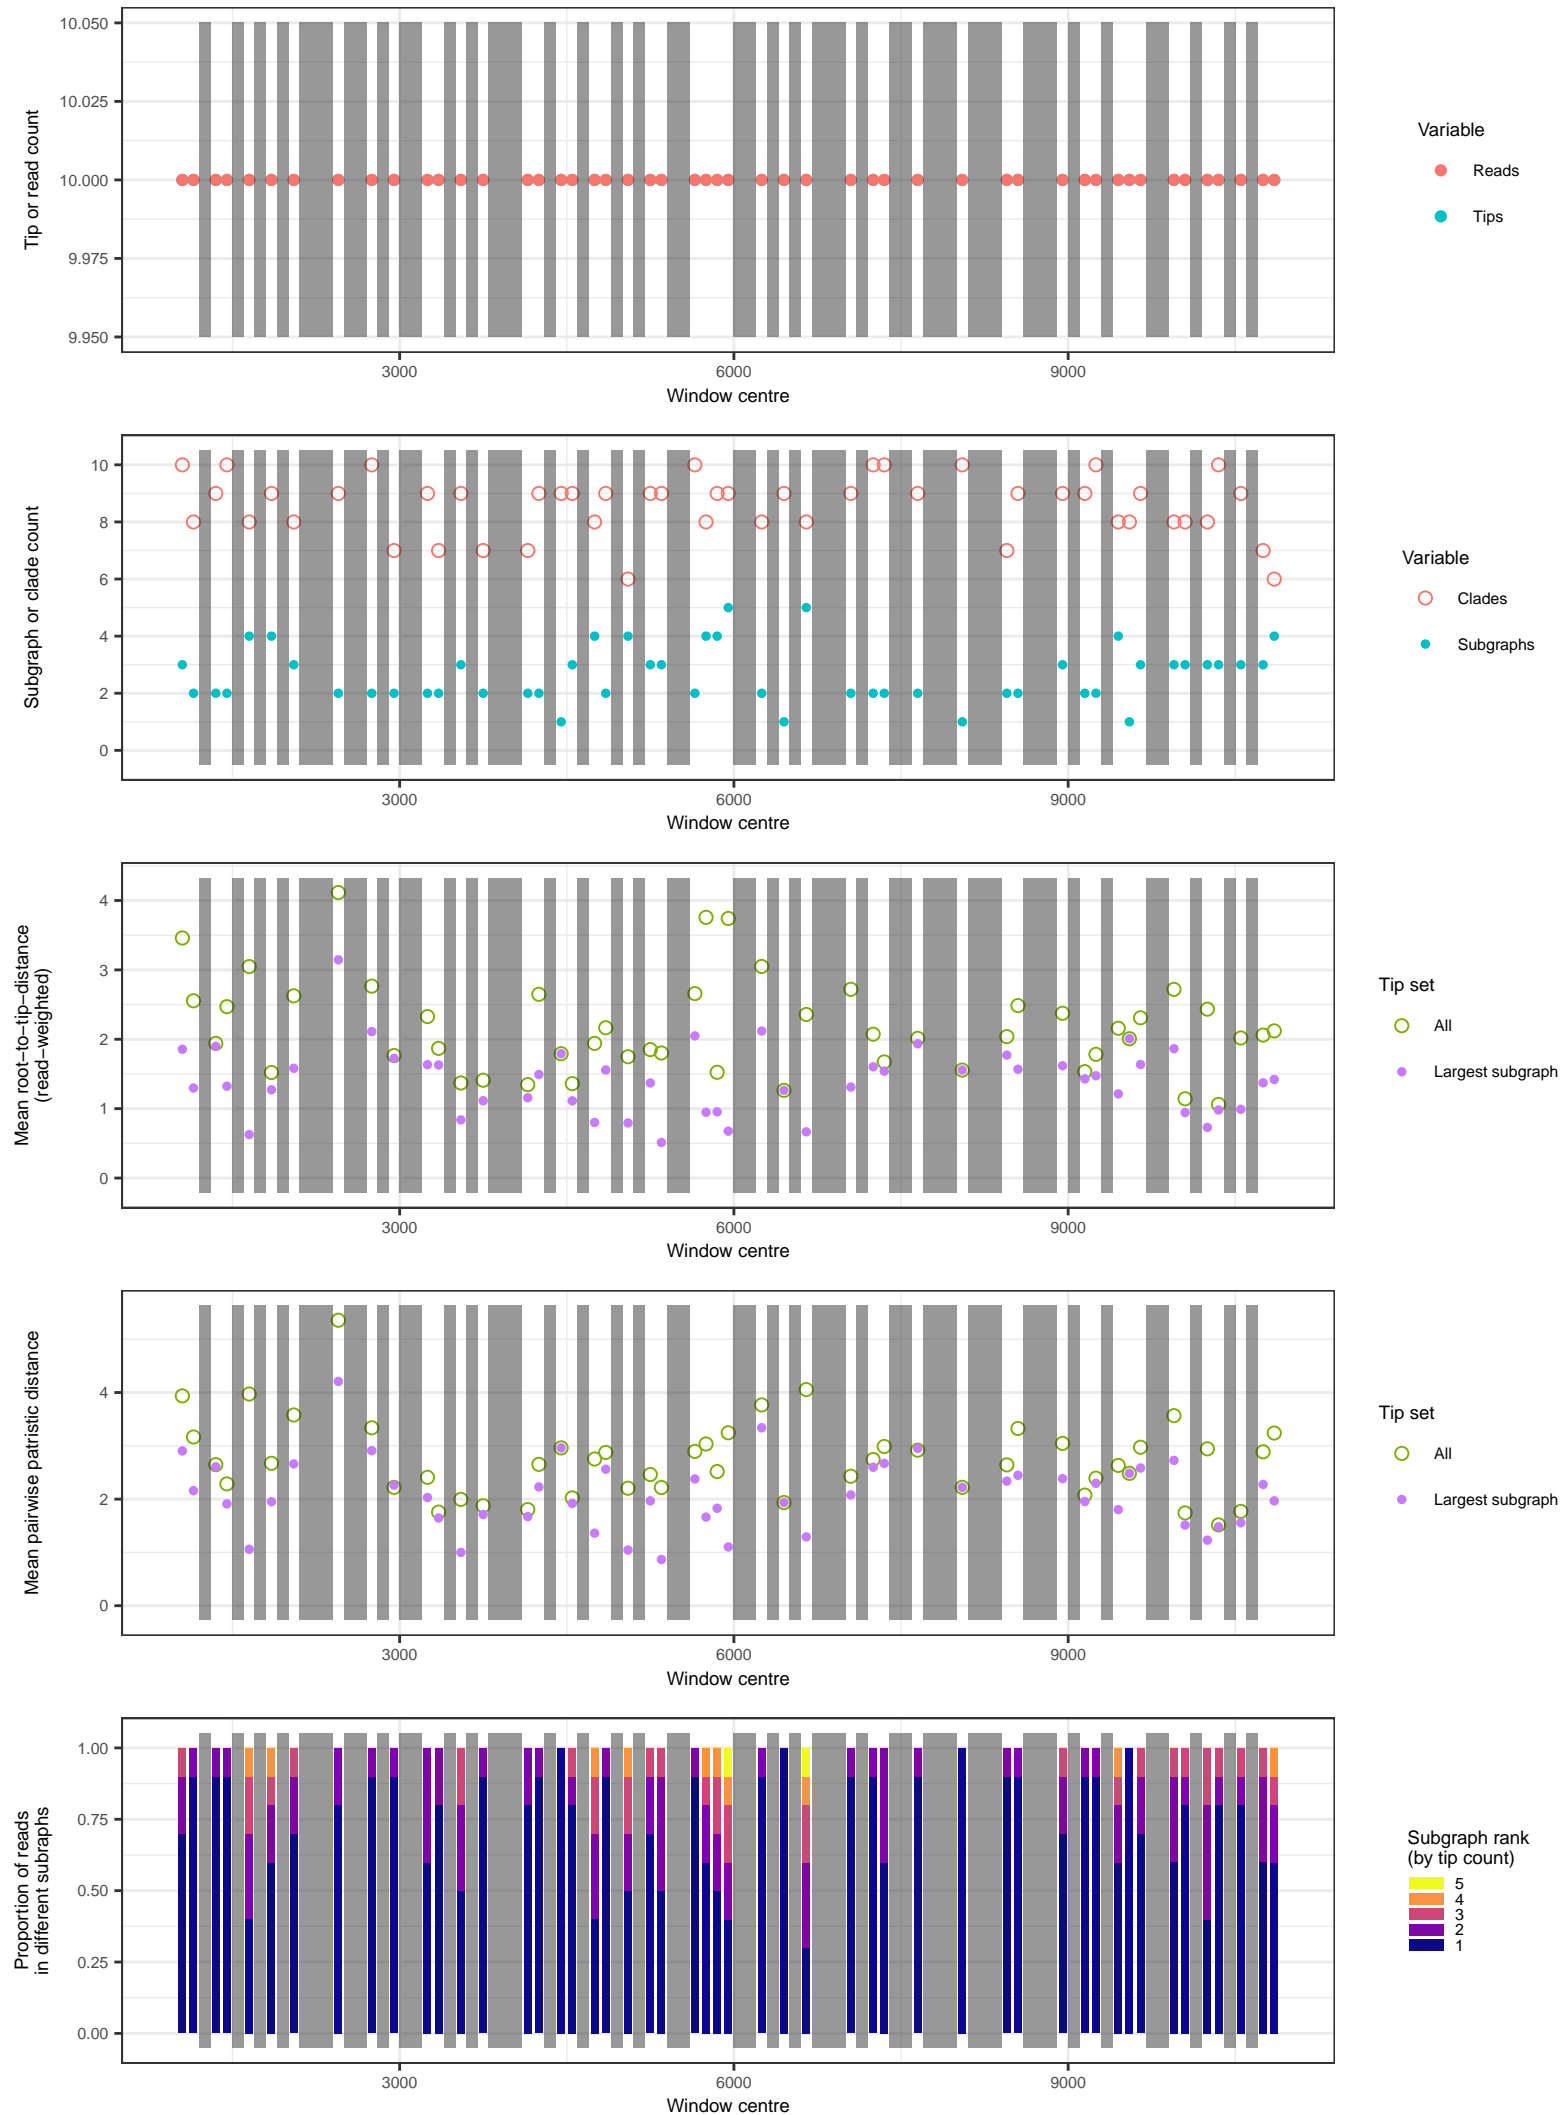 10.050
10.025
10.000
9.975
9.950
Tip or read count
3000
6000
9000
Window centre
Variable
Reads
Tips
10
8
6
4
2
0
Subgraph or clade count
3000
6000
9000
Window centre
Variable
Clades
Subgraphs
4
3
2
1
0
Mean root−to−tip−distance
(read−weighted)
3000
6000
9000
Window centre
Tip set
All
Largest subgraph
4
2
0
Mean pairwise patristic distance
3000
6000
9000
Window centre
Tip set
All
Largest subgraph
1.00
0.75
0.50
0.25
0.00
Proportion of reads
in different subraphs
3000
6000
9000
Window centre
Subgraph rank
(by tip count)
5
4
3
2
1